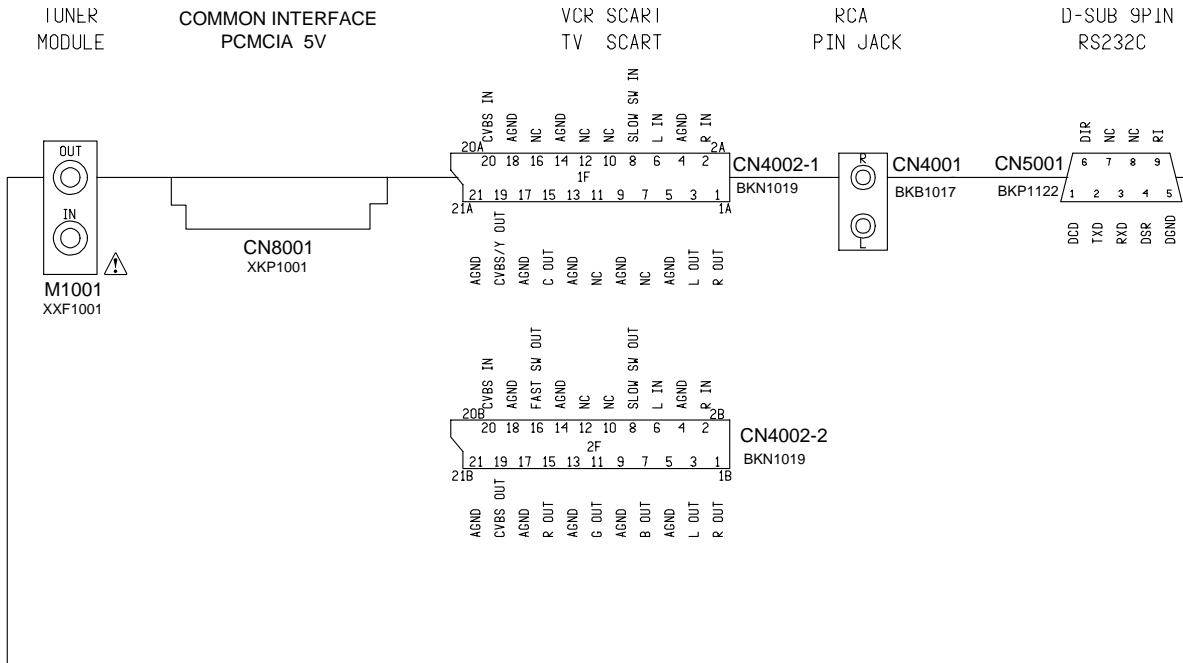 TUNER
MODULE
COMMON INTERFACE
PCMCIA 5V
VCR SCART
TV SCART
RCA
PIN JACK
D-SUB 9PIN
RS232C
OUT
IN
M1001
XXF1001
CN8001
XKP1001
CVBS IN
AGND
NC
AGND
NC
NC
SLOW SW IN
L IN
AGND
R IN
20A
2A
20 18 16 14 12 10 8 6 4 2
1F
21 19 17 15 13 11 9 7 5 3 1
21A
1A
AGND
CVBS/Y OUT
AGND
C OUT
AGND
NC
AGND
NC
AGND
L OUT
R OUT
CN4002-1
BKN1019
R
L
CN4001
BKB1017
CN5001
BKP1122
DIR
NC
NC
RI
6 7 8 9
1 2 3 4 5
DCD
TXD
RXD
DSR
DGND
CVBS IN
AGND
FAST SW OUT
AGND
NC
NC
SLOW SW OUT
L IN
AGND
R IN
20B
2B
20 18 16 14 12 10 8 6 4 2
2F
21 19 17 15 13 11 9 7 5 3 1
21B
1B
AGND
CVBS OUT
AGND
R OUT
AGND
G OUT
AGND
B OUT
AGND
L OUT
R OUT
CN4002-2
BKN1019